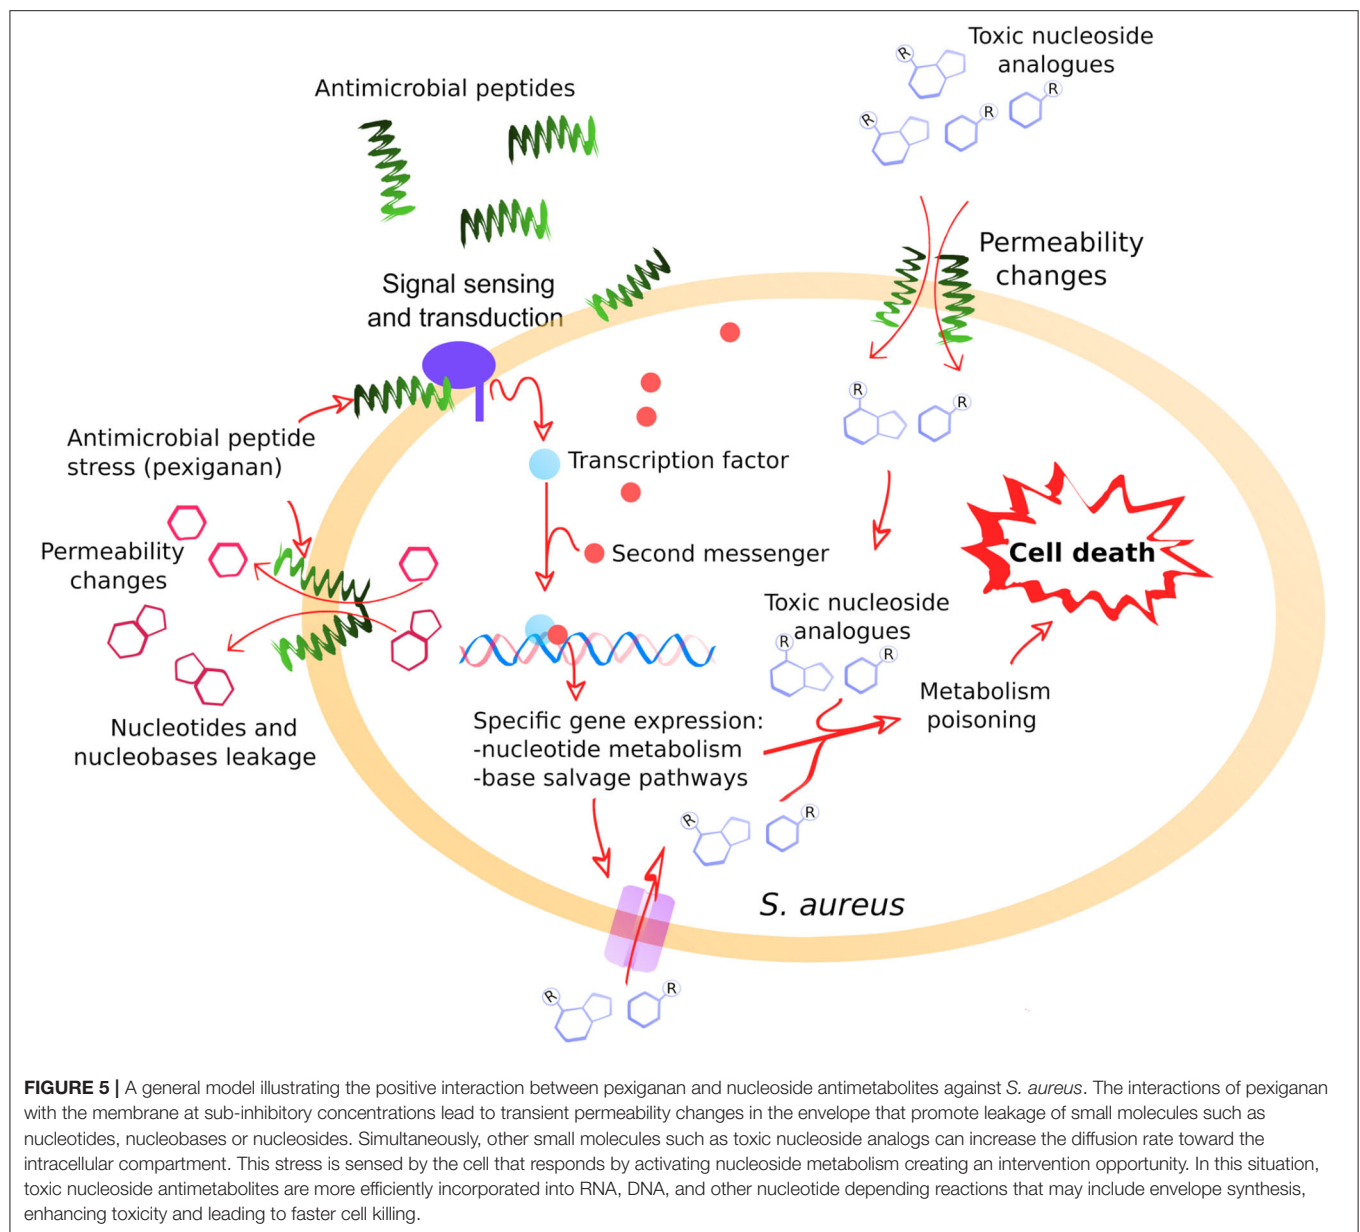 Toxic nucleoside
analogues
R
R
R
R
Antimicrobial peptides
Permeability
changes
Signal sensing
and transduction
R
R
Antimicrobial peptide
stress (pexiganan)
Transcription factor
Permeability
changes
Second messenger
Cell death
Toxic nucleoside
analogues
R
R
Nucleotides and
nucleobases leakage
Specific gene expression:
-nucleotide metabolism
-base salvage pathways
Metabolism
poisoning
R
R
S. aureus
R
R
FIGURE 5 | A general model illustrating the positive interaction between pexiganan and nucleoside antimetabolites against S. aureus. The interactions of pexiganan
with the membrane at sub-inhibitory concentrations lead to transient permeability changes in the envelope that promote leakage of small molecules such as
nucleotides, nucleobases or nucleosides. Simultaneously, other small molecules such as toxic nucleoside analogs can increase the diffusion rate toward the
intracellular compartment. This stress is sensed by the cell that responds by activating nucleoside metabolism creating an intervention opportunity. In this situation,
toxic nucleoside antimetabolites are more efficiently incorporated into RNA, DNA, and other nucleotide depending reactions that may include envelope synthesis,
enhancing toxicity and leading to faster cell killing.